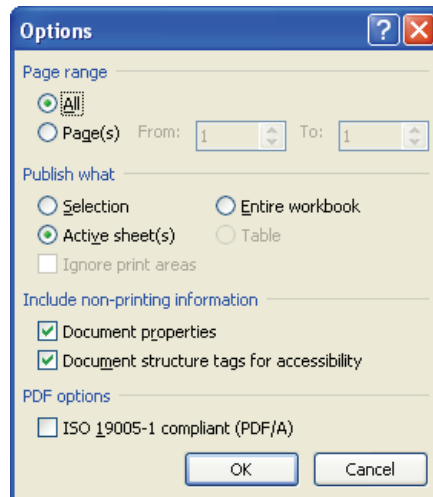 Options
Page range
All
Page(s) From: 1 To: 1
Publish what
Selection Entire workbook
Active sheet(s) Table
Ignore print areas
Include non-printing information
Document properties
Document structure tags for accessibility
PDF options
ISO 19005-1 compliant (PDF/A)
OK Cancel